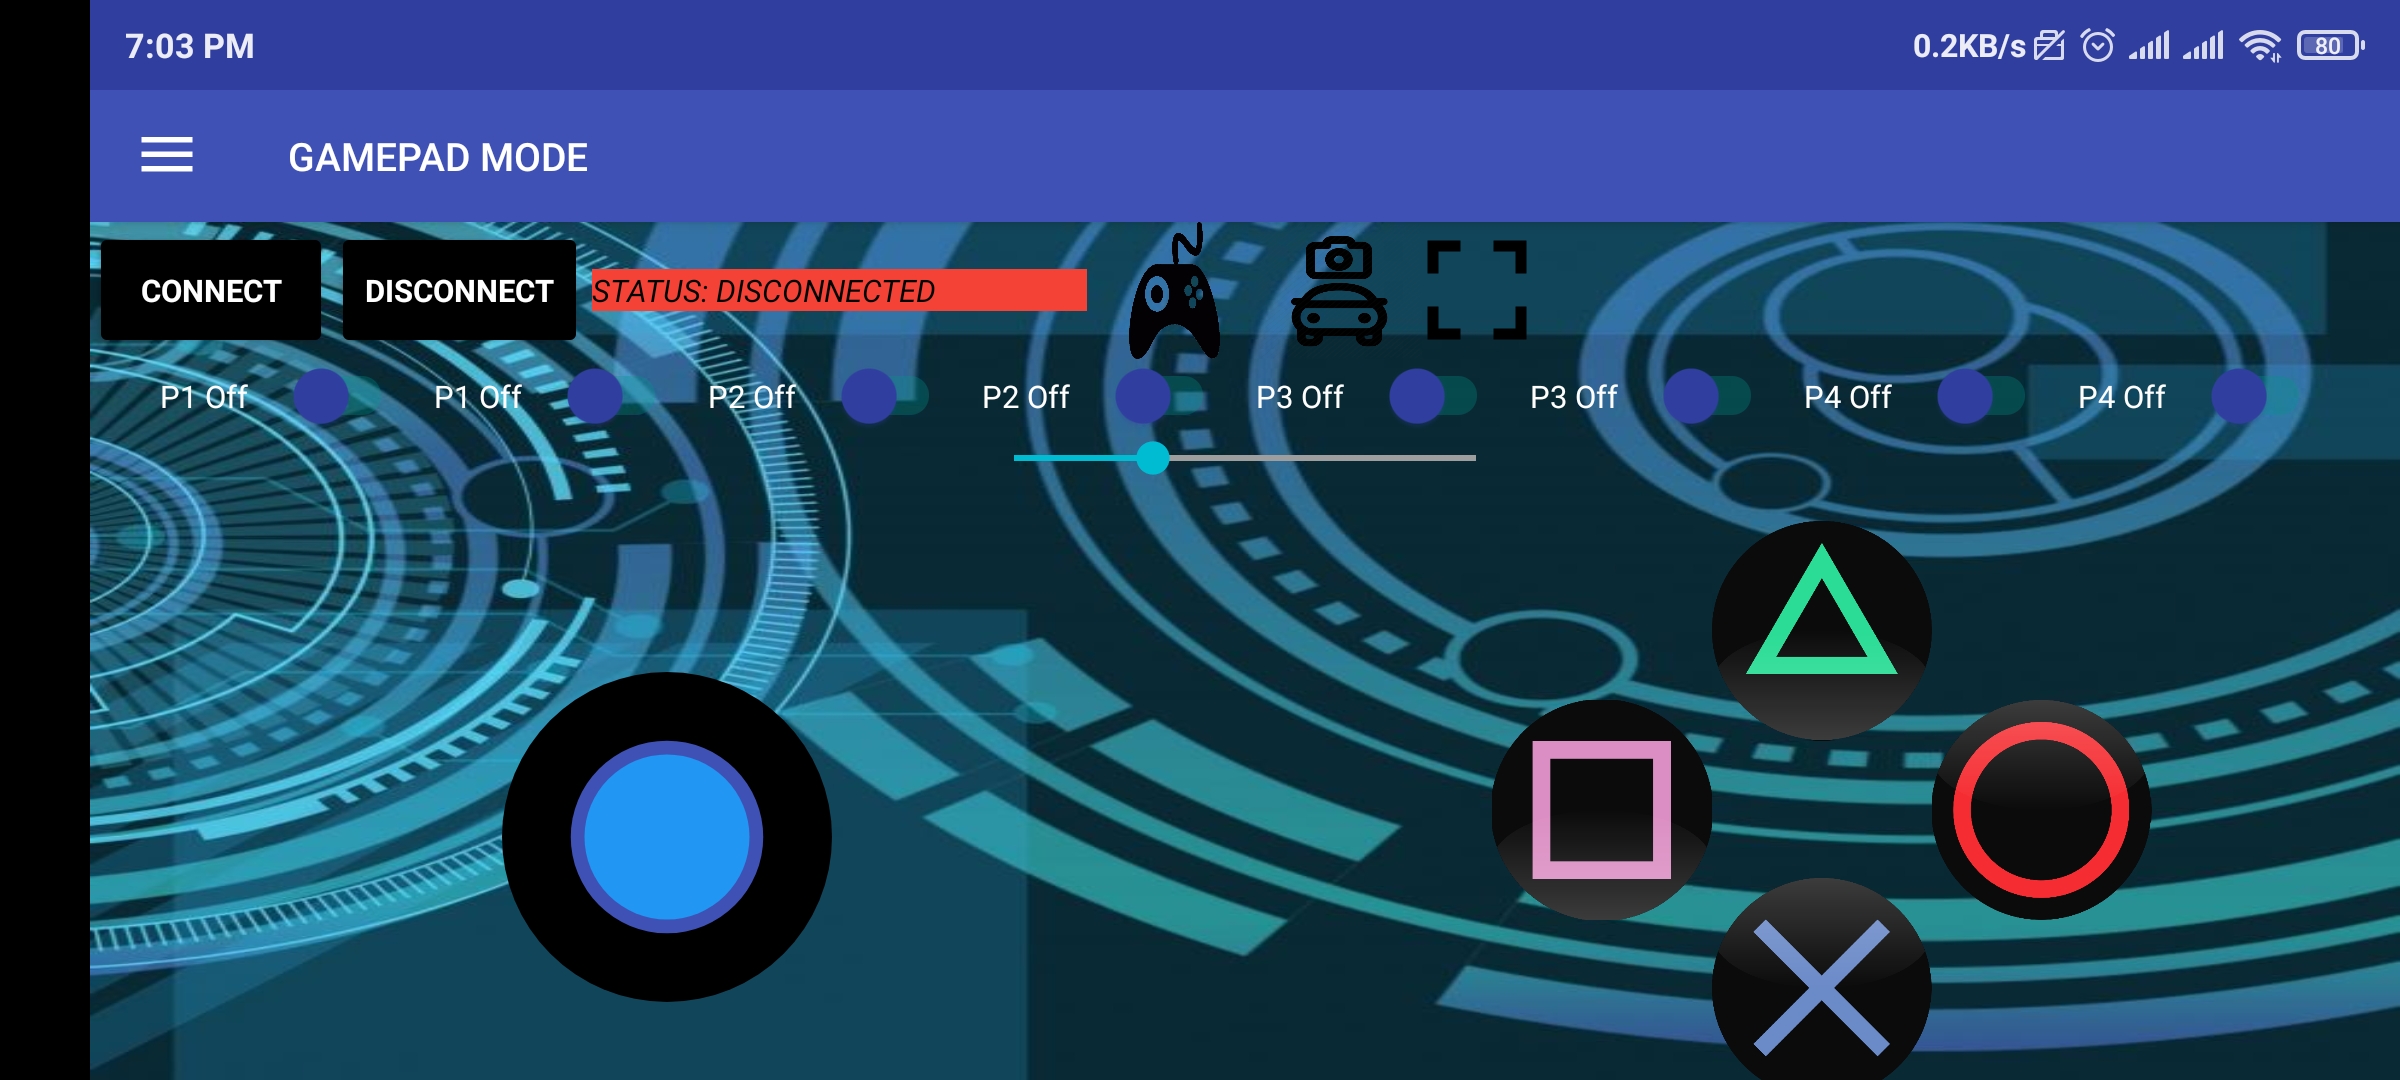 7:03 PM
0.2KB/s
80
GAMEPAD MODE
CONNECT
DISCONNECT
STATUS: DISCONNECTED
P1 Off
P1 Off
P2 Off
P2 Off
P3 Off
P3 Off
P4 Off
P4 Off